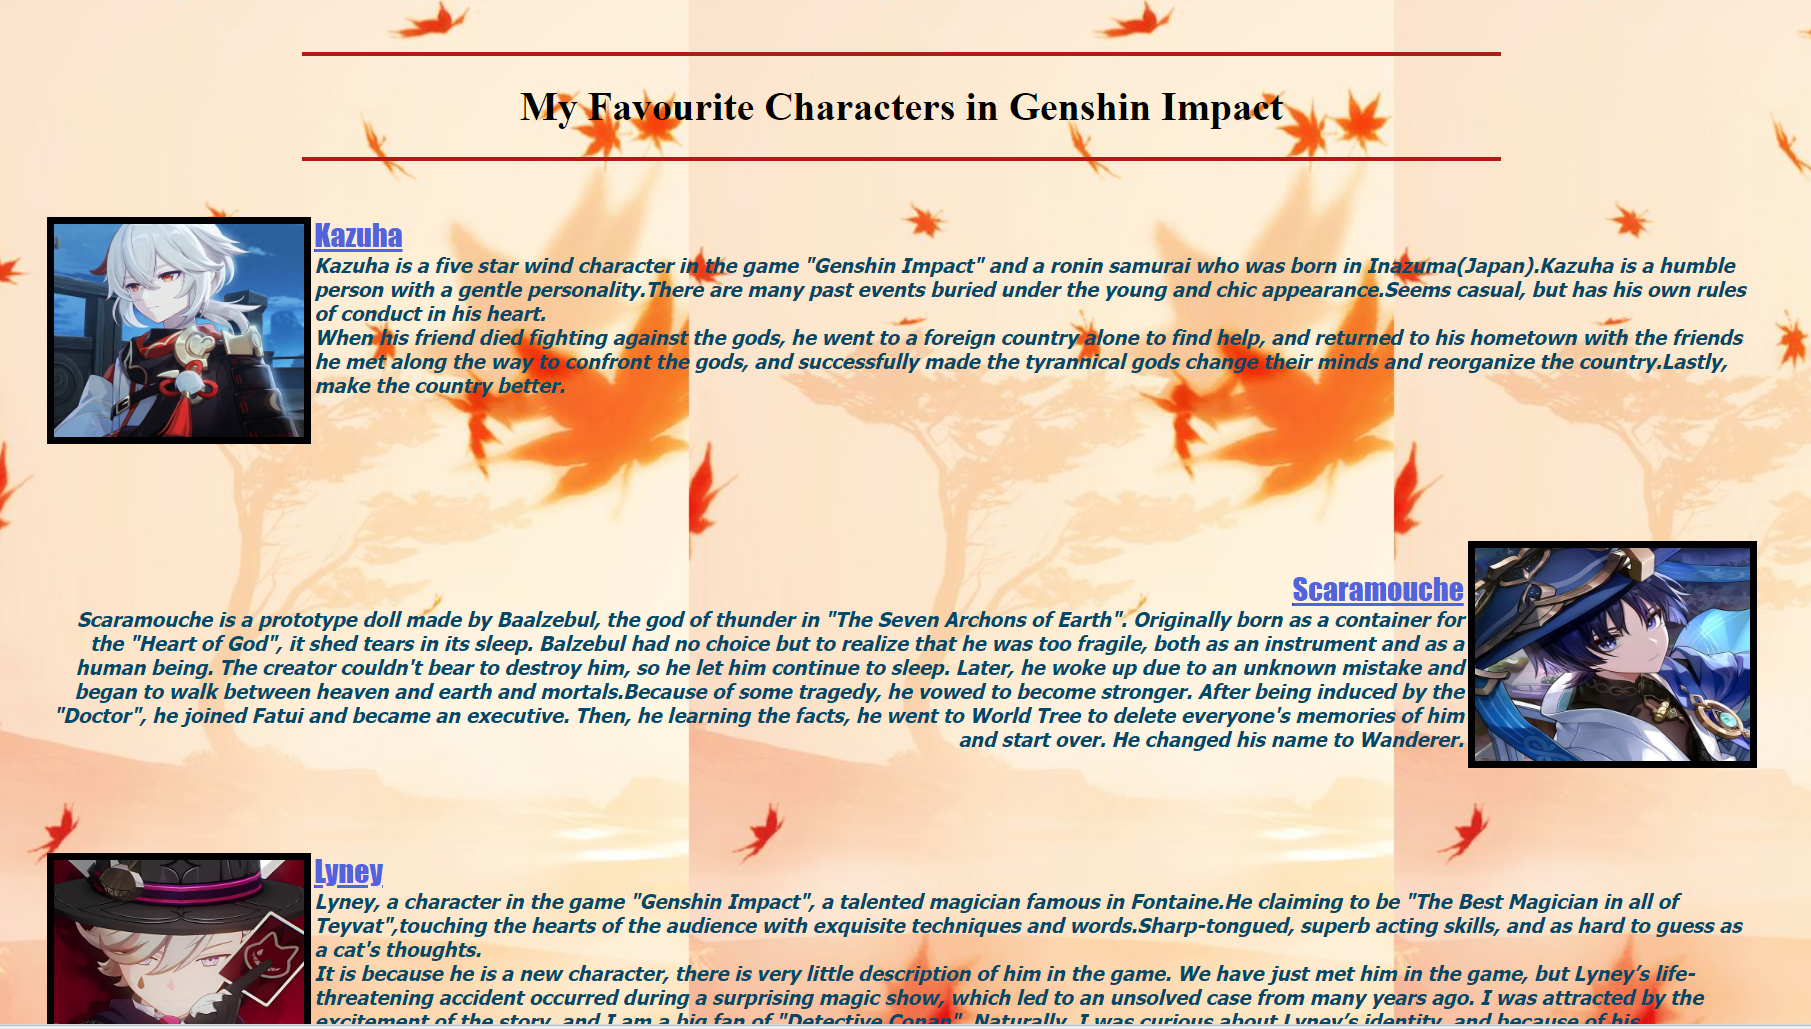 My Favourite Characters in Genshin Impact
Kazuha
Kazuha is a five star wind character in the game "Genshin Impact" and a ronin samurai who was born in Inazuma(Japan).Kazuha is a humble
person with a gentle personality.There are many past events buried under the young and chic appearance.Seems casual, but has his own rules
of conduct in his heart.
When his friend died fighting against the gods, he went to a foreign country alone to find help, and returned to his hometown with the friends
he met along the way to confront the gods, and successfully made the tyrannical gods change their minds and reorganize the country.Lastly,
make the country better.
Scaramouche
Scaramouche is a prototype doll made by Baalzebul, the god of thunder in "The Seven Archons of Earth". Originally born as a container for
the "Heart of God", it shed tears in its sleep. Balzebul had no choice but to realize that he was too fragile, both as an instrument and as a
human being. The creator couldn't bear to destroy him, so he let him continue to sleep. Later, he woke up due to an unknown mistake and
began to walk between heaven and earth and mortals.Because of some tragedy, he vowed to become stronger. After being induced by the
"Doctor", he joined Fatui and became an executive. Then, he learning the facts, he went to World Tree to delete everyone's memories of him
and start over. He changed his name to Wanderer.
Lyney
Lyney, a character in the game "Genshin Impact", a talented magician famous in Fontaine.He claiming to be "The Best Magician in all of
Teyvat",touching the hearts of the audience with exquisite techniques and words.Sharp-tongued, superb acting skills, and as hard to guess as
a cat's thoughts.
It is because he is a new character, there is very little description of him in the game. We have just met him in the game, but Lyney’s life-
threatening accident occurred during a surprising magic show, which led to an unsolved case from many years ago. I was attracted by the
excitement of the story, and I am a big fan of "Detective Conan". Naturally, I was curious about Lyney’s identity, and because of his